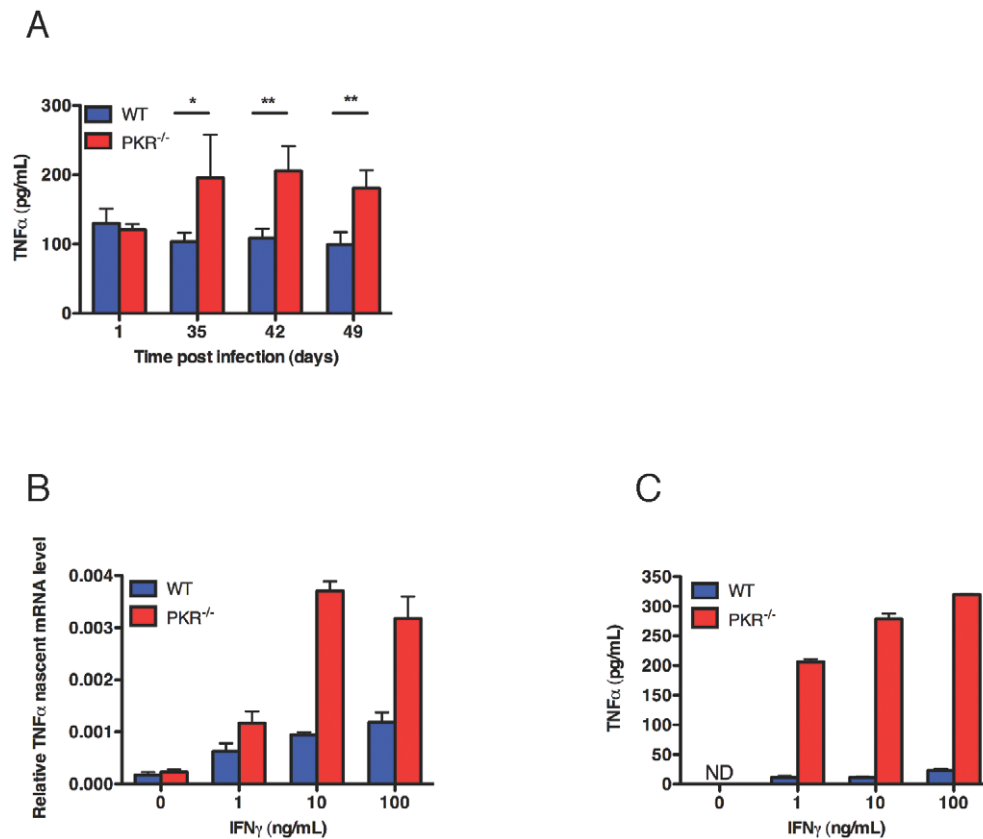 A
300
200
100
0
TNFα (pg/mL)
WT
PKR-/-
*
**
**
1
35
42
49
Time post infection (days)
B
Relative TNFα nascent mRNA level
0.004
0.003
0.002
0.001
0.000
WT
PKR-/-
0
1
10
100
IFNγ (ng/mL)
C
TNFα (pg/mL)
350
300
250
200
150
100
50
0
WT
PKR-/-
ND
0
1
10
100
IFNγ (ng/mL)